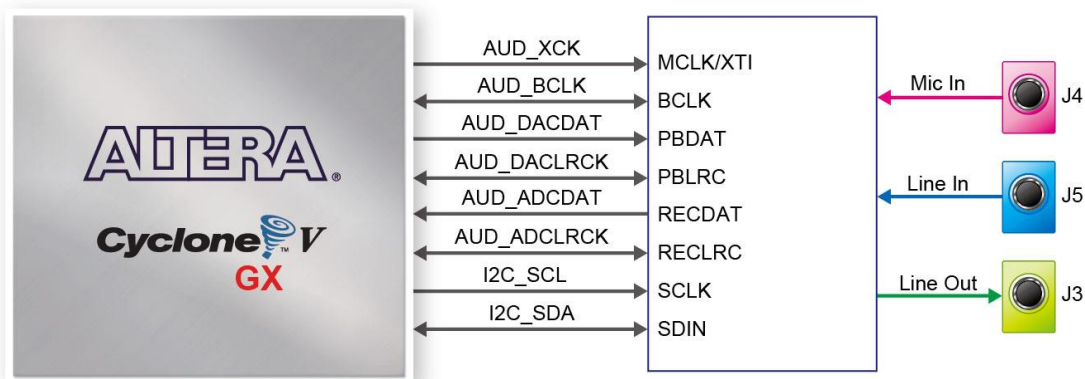 ALTERA®
Cyclone™ V
GX
AUD_XCK
AUD_BCLK
AUD_DACDAT
AUD_DACLRCK
AUD_ADCDAT
AUD_ADCLRCK
I2C_SCL
I2C_SDA
MCLK/XTI
BCLK
PBDAT
PBLRC
RECDAT
RECLRC
SCLK
SDIN
Mic In
J4
Line In
J5
Line Out
J3